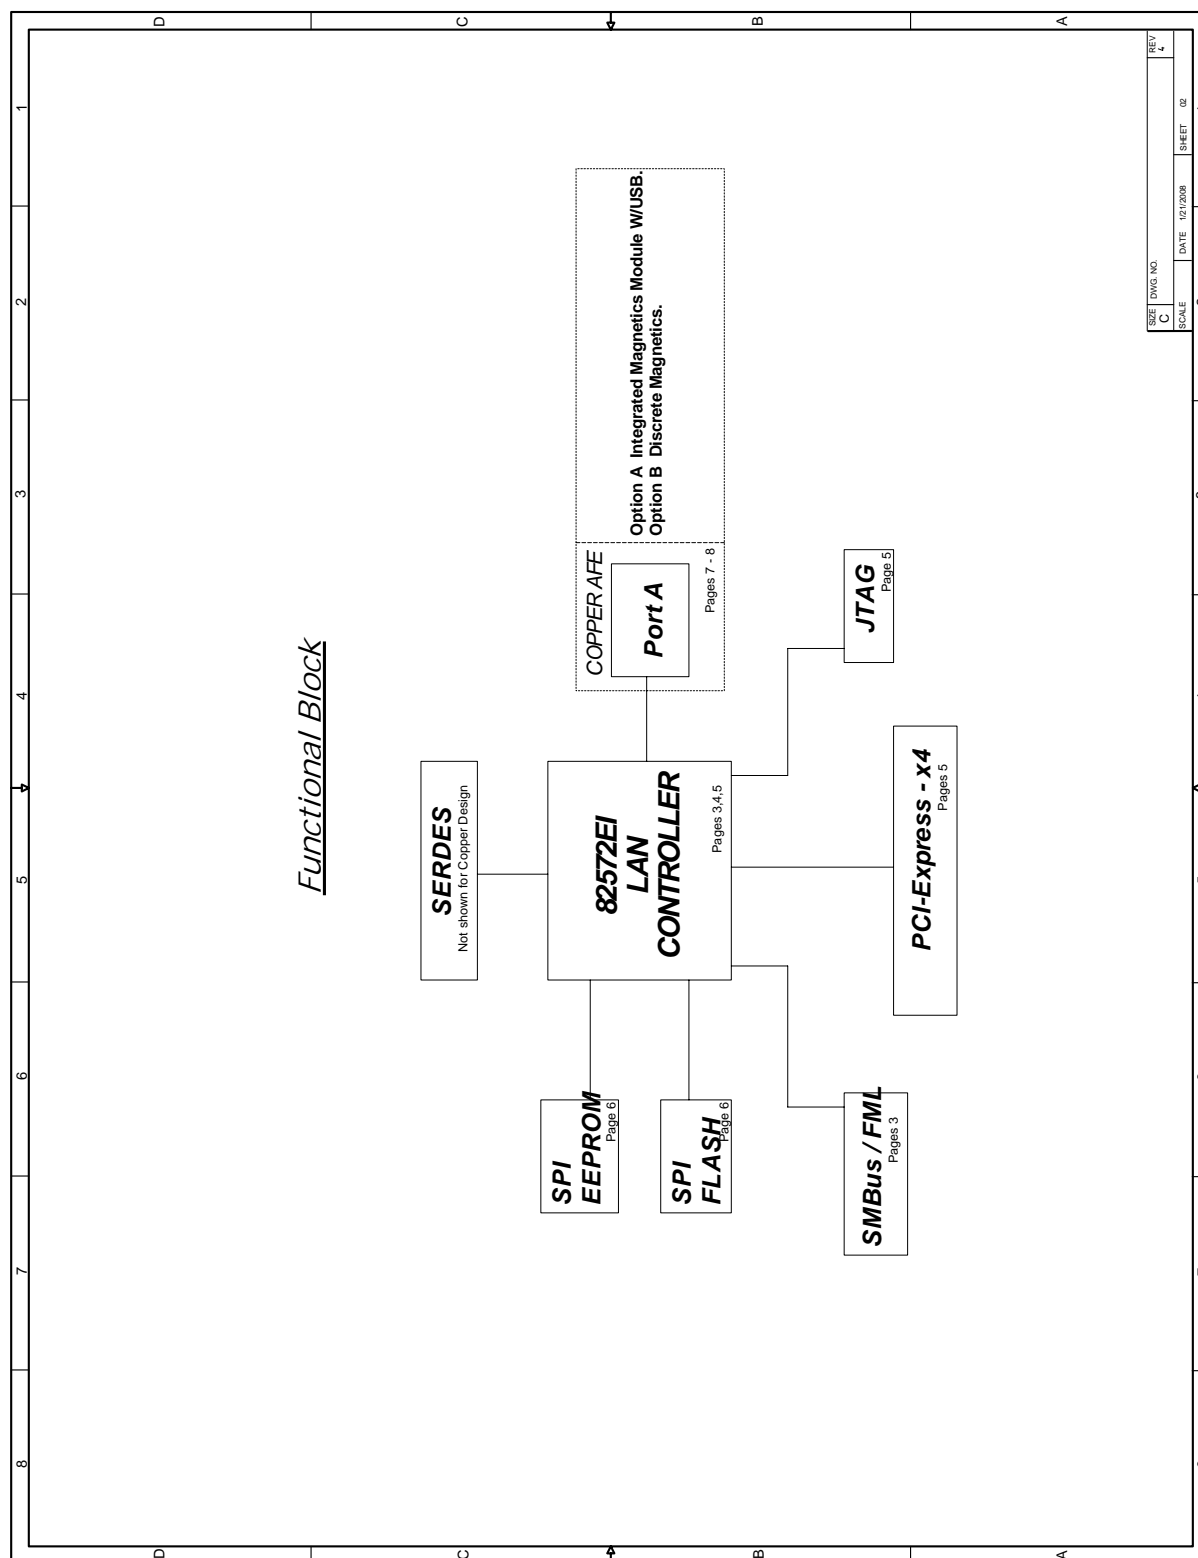 8
7
6
5
4
3
2
1
D
D
Functional Block
C
C
SERDES
Not shown for Copper Design
SPI
EEPROM
Page 6
82572EI
LAN
CONTROLLER
Pages 3,4,5
COPPER AFE
Port A
Pages 7 - 8
Option A Integrated Magnetics Module W/USB.
Option B Discrete Magnetics.
SPI
FLASH
Page 6
B
B
SMBus / FML
Pages 3
PCI-Express - x4
Pages 5
JTAG
Page 5
A
A
SIZE
C
DWG. NO.
REV
4
SCALE
DATE 1/21/2008
SHEET 02